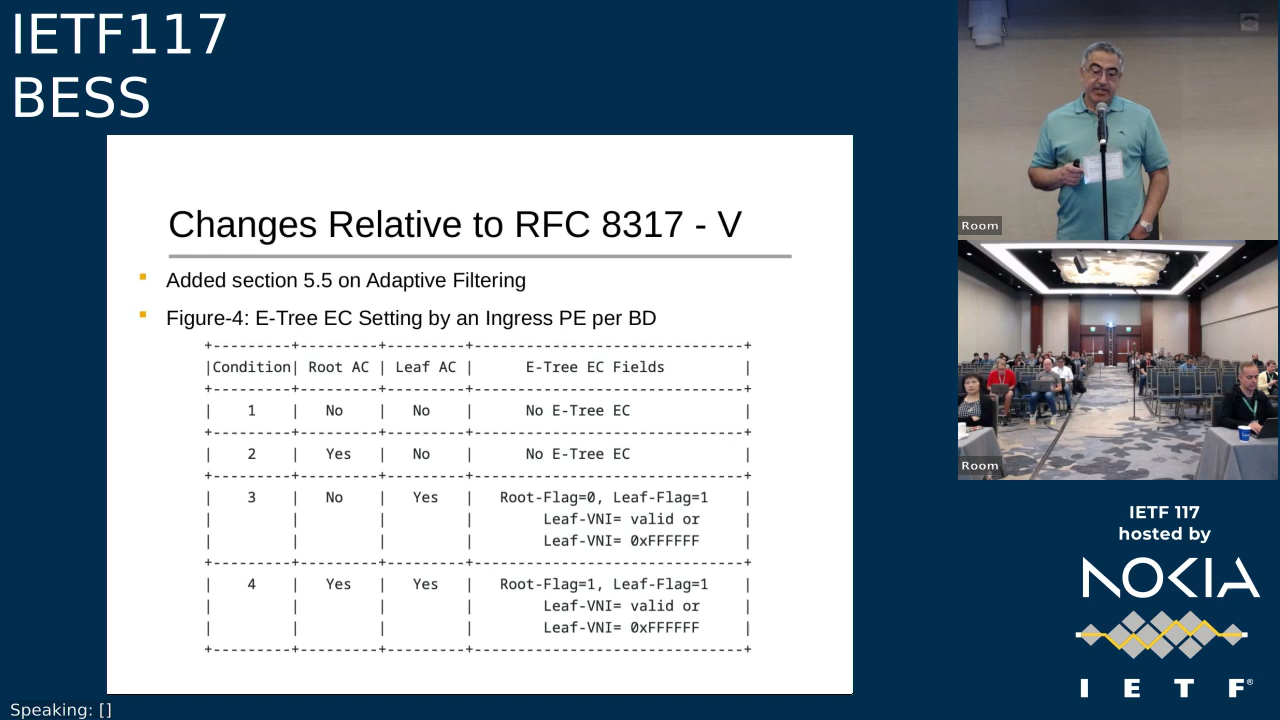 IETF117
BESS
Changes Relative to RFC 8317 - V
Added section 5.5 on Adaptive Filtering
Figure-4: E-Tree EC Setting by an Ingress PE per BD
+---------+---------+---------+-------------------------------+
|Condition| Root AC | Leaf AC |      E-Tree EC Fields         |
+---------+---------+---------+-------------------------------+
|    1    |   No    |   No    |      No E-Tree EC             |
+---------+---------+---------+-------------------------------+
|    2    |   Yes   |   No    |      No E-Tree EC             |
+---------+---------+---------+-------------------------------+
|    3    |   No    |   Yes   |   Root-Flag=0, Leaf-Flag=1    |
|         |         |         |        Leaf-VNI= valid or     |
|         |         |         |        Leaf-VNI= 0xFFFFFF     |
+---------+---------+---------+-------------------------------+
|    4    |   Yes   |   Yes   |   Root-Flag=1, Leaf-Flag=1    |
|         |         |         |        Leaf-VNI= valid or     |
|         |         |         |        Leaf-VNI= 0xFFFFFF     |
+---------+---------+---------+-------------------------------+
Room
Room
IETF 117
hosted by
NOKIA
I E T F®
Speaking: []